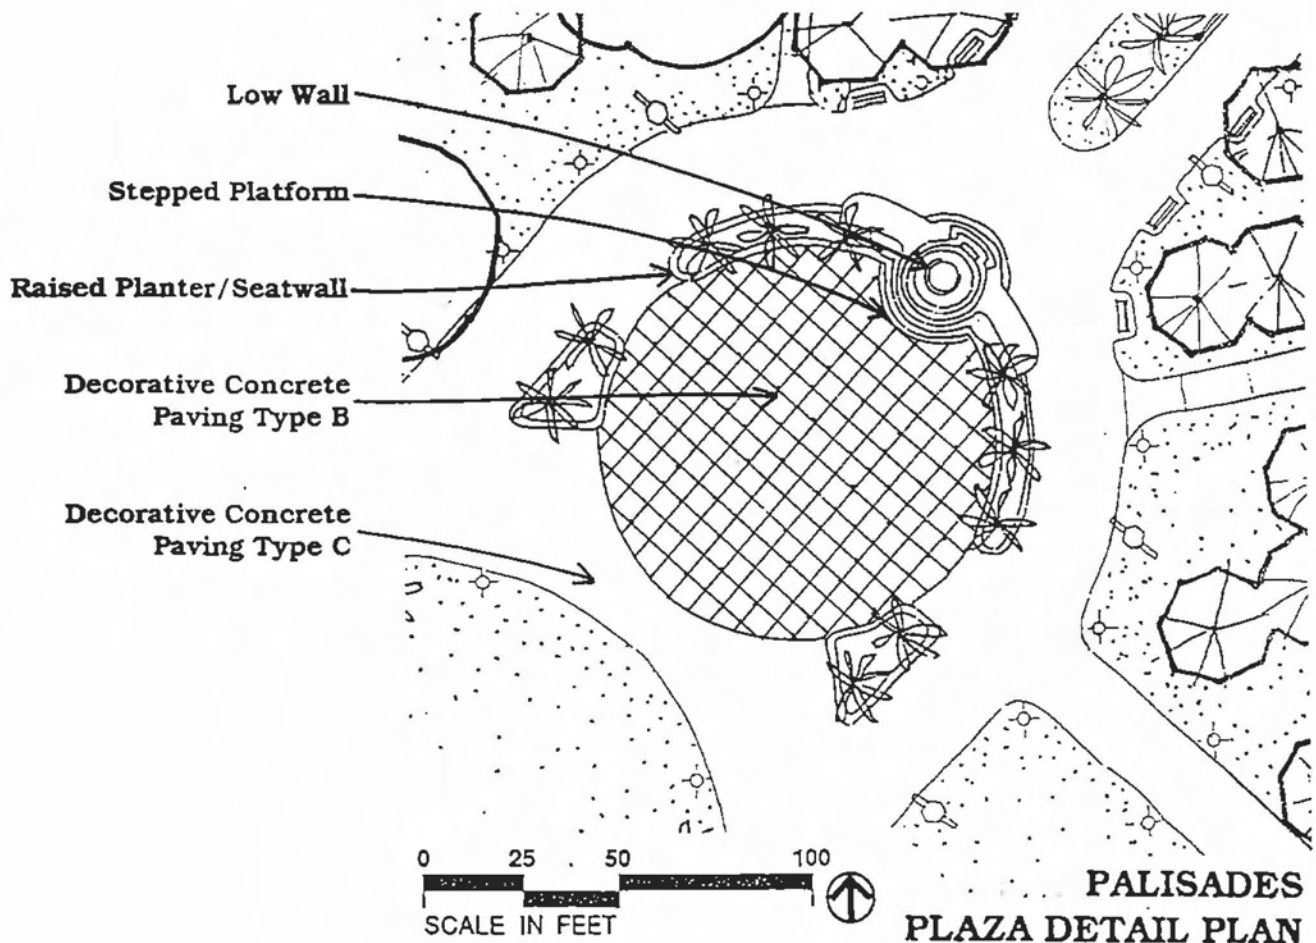 Low Wall
Stepped Platform
Raised Planter/Seatwall
Decorative Concrete
Paving Type B
Decorative Concrete
Paving Type C
0 25 50 100
SCALE IN FEET
PALISADES
PLAZA DETAIL PLAN